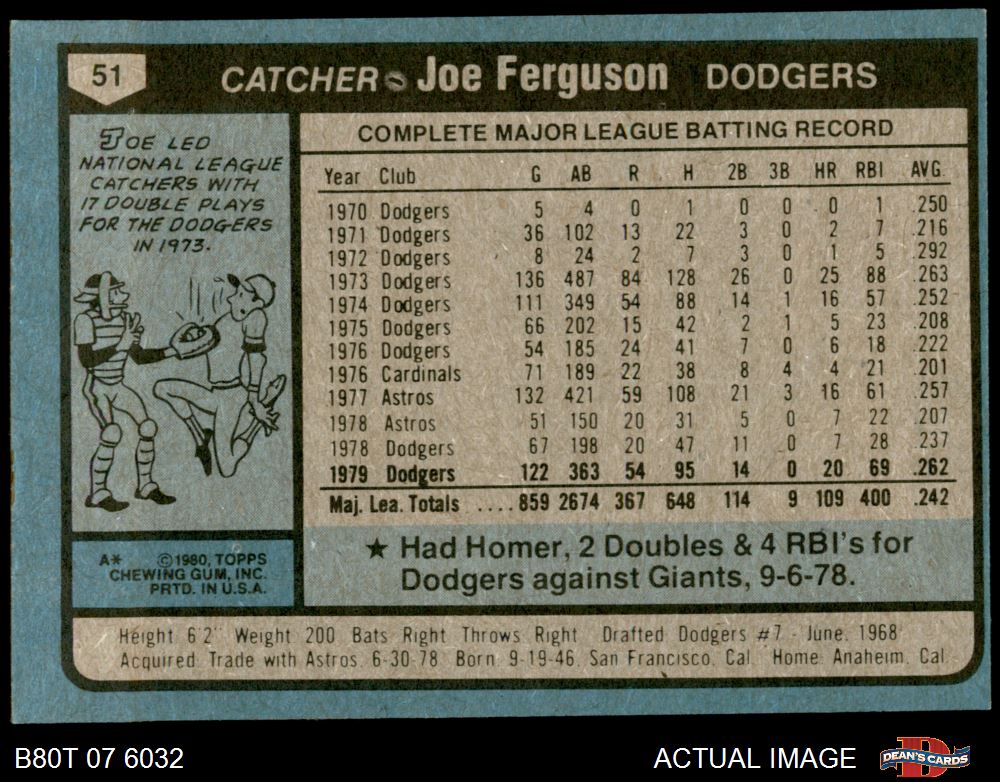 51
CATCHER Joe Ferguson DODGERS
JOE LED
NATIONAL LEAGUE
CATCHERS WITH
17 DOUBLE PLAYS
FOR THE DODGERS
IN 1973.
COMPLETE MAJOR LEAGUE BATTING RECORD
Year Club G AB R H 2B 3B HR RBI AVG.
1970 Dodgers 5 4 0 1 0 0 0 1 .250
1971 Dodgers 36 102 13 22 3 0 2 7 .216
1972 Dodgers 8 24 2 7 3 0 1 5 .292
1973 Dodgers 136 487 84 128 26 0 25 88 .263
1974 Dodgers 111 349 54 88 14 1 16 57 .252
1975 Dodgers 66 202 15 42 2 1 5 23 .208
1976 Dodgers 54 185 24 41 7 0 6 18 .222
1976 Cardinals 71 189 22 38 8 4 4 21 .201
1977 Astros 132 421 59 108 21 3 16 61 .257
1978 Astros 51 150 20 31 5 0 7 22 .207
1978 Dodgers 67 198 20 47 11 0 7 28 .237
1979 Dodgers 122 363 54 95 14 0 20 69 .262
Maj. Lea. Totals ....859 2674 367 648 114 9 109 400 .242
★ Had Homer, 2 Doubles & 4 RBI's for
Dodgers against Giants, 9-6-78.
A* ©1980, TOPPS
CHEWING GUM, INC.
PRTD. IN U.S.A.
Height 6'2" Weight 200 Bats Right Throws Right Drafted Dodgers #7 - June, 1968
Acquired Trade with Astros, 6-30-78 Born 9-19-46, San Francisco, Cal. Home Anaheim, Cal.
B80T 07 6032
ACTUAL IMAGE
D
DEAN'S CARDS